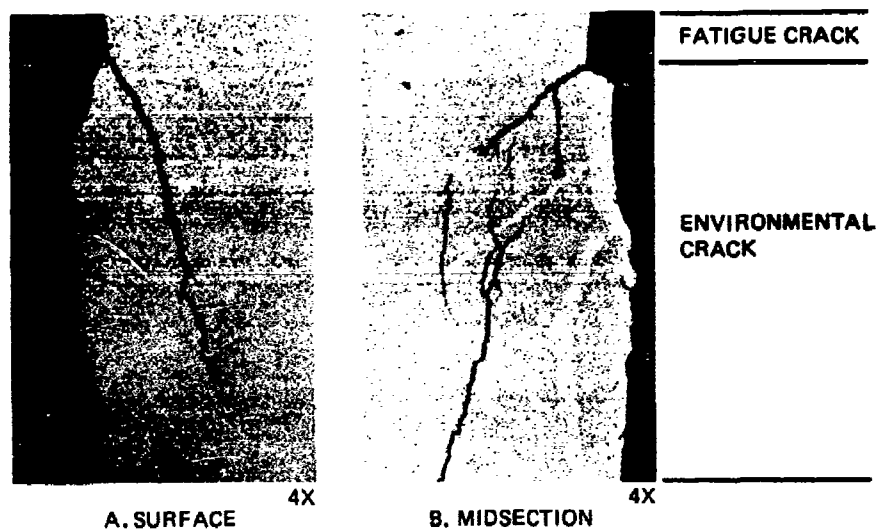 FATIGUE CRACK
ENVIRONMENTAL
CRACK
4X
4X
A. SURFACE
B. MIDSECTION